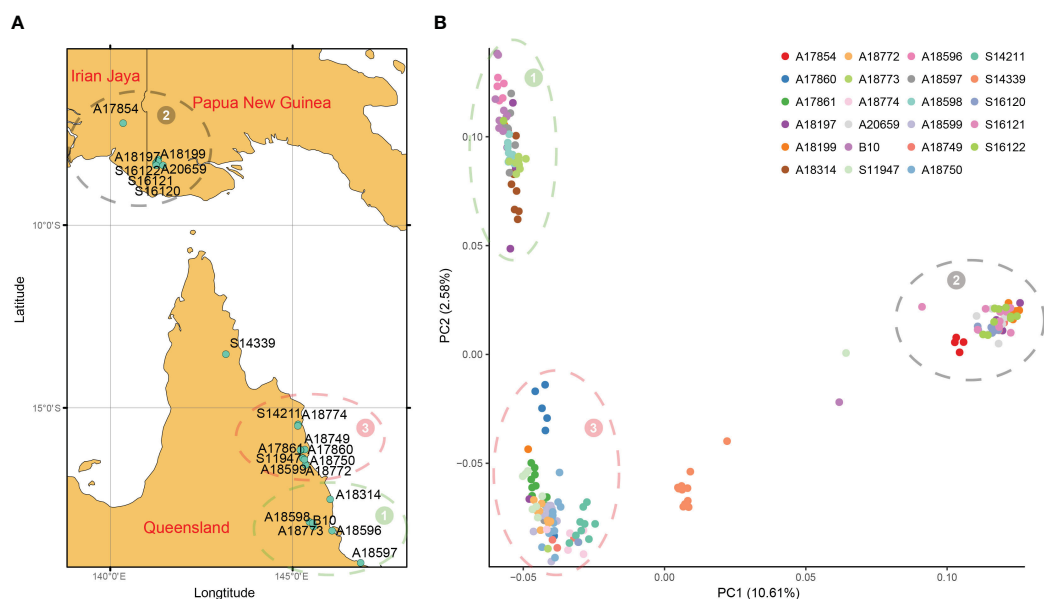 A
B
Irian Jaya
Papua New Guinea
2
A17854
A18197
A18199
S16122
A20659
S16121
S16120
10°0'S
Latitude
S14339
15°0'S
S14211
A18774
3
A18749
A17861
A17860
S11947
A18750
A18599
A18772
A18314
1
A18598
B10
A18773
A18596
Queensland
A18597
140°0'E
145°0'E
Longtitude
1
0.10
0.05
PC2 (2.58%)
0.00
−0.05
2
3
−0.05
0.00
0.05
0.10
PC1 (10.61%)
A17854
A17860
A17861
A18197
A18199
A18314
A18772
A18773
A18774
A20659
B10
S11947
A18596
A18597
A18598
A18599
A18749
A18750
S14211
S14339
S16120
S16121
S16122